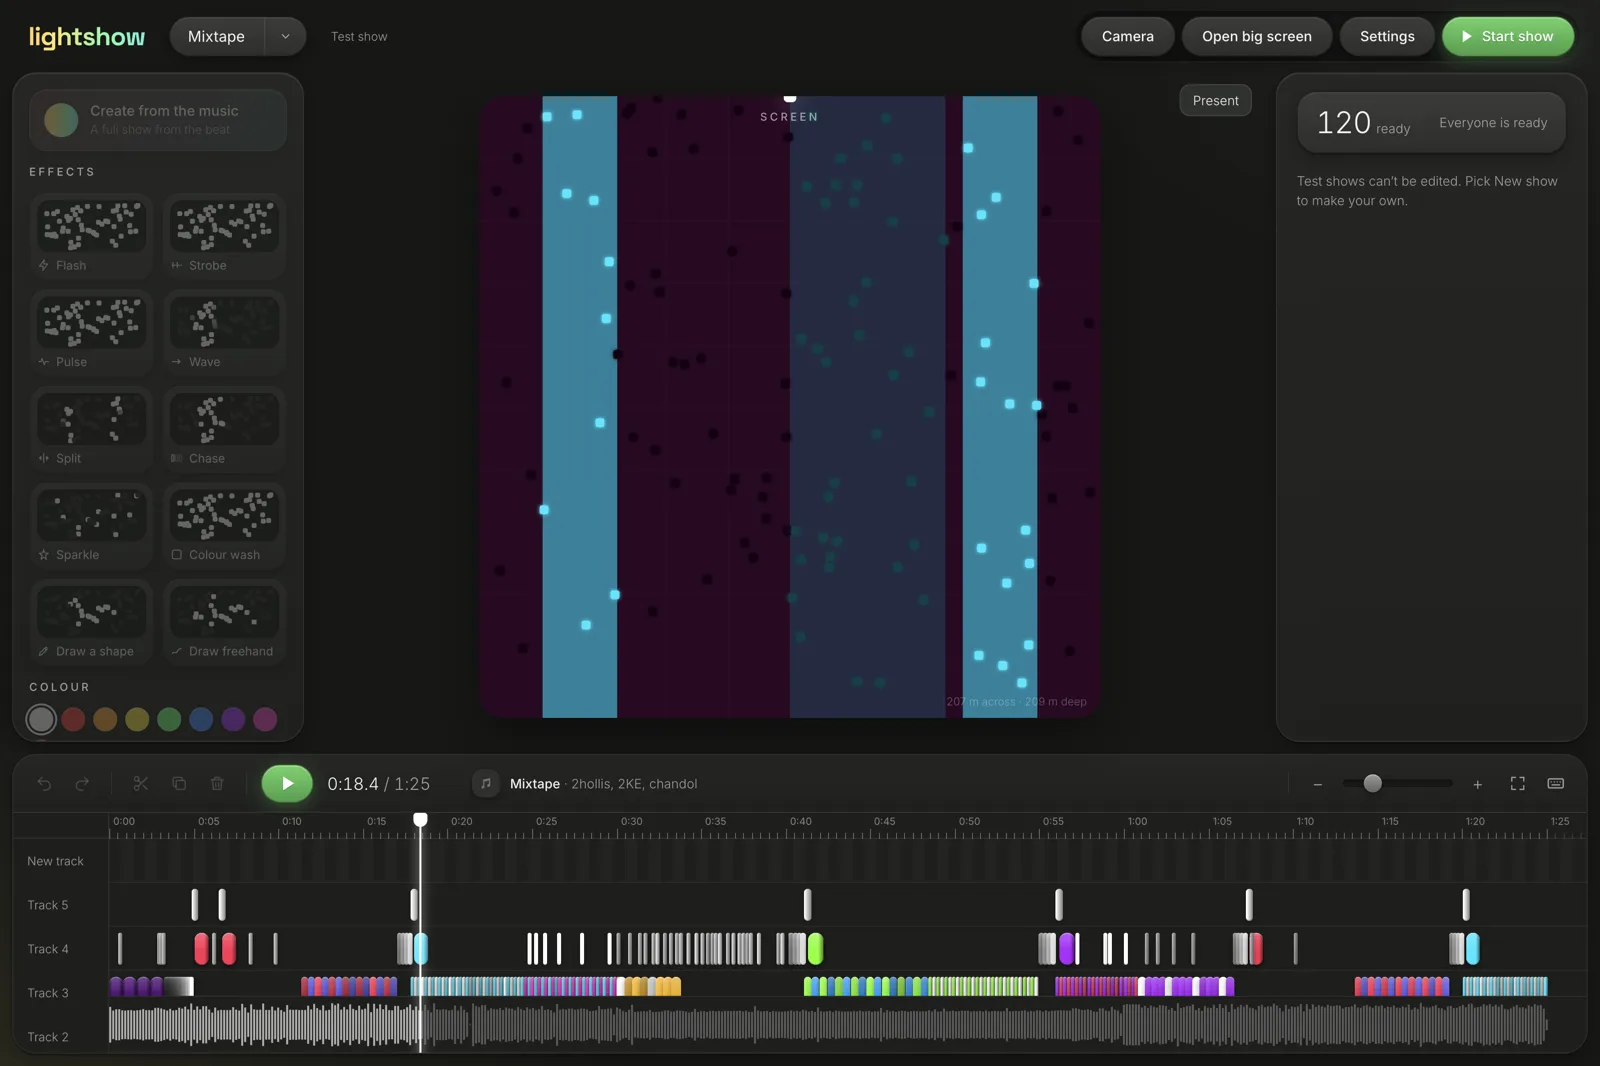 lightshow
Mixtape
Test show
Camera
Open big screen
Settings
Start show
Create from the music
A full show from the beat
EFFECTS
Flash
Strobe
Pulse
Wave
Split
Chase
Sparkle
Colour wash
Draw a shape
Draw freehand
COLOUR
SCREEN
207 m across · 209 m deep
Present
120 ready
Everyone is ready
Test shows can't be edited. Pick New show
to make your own.
0:18.4 / 1:25
Mixtape · 2hollis, 2KE, chandol
0:00 0:05 0:10 0:15 0:20 0:25 0:30 0:35 0:40 0:45 0:50 0:55 1:00 1:05 1:10 1:15 1:20 1:25
New track
Track 5
Track 4
Track 3
Track 2